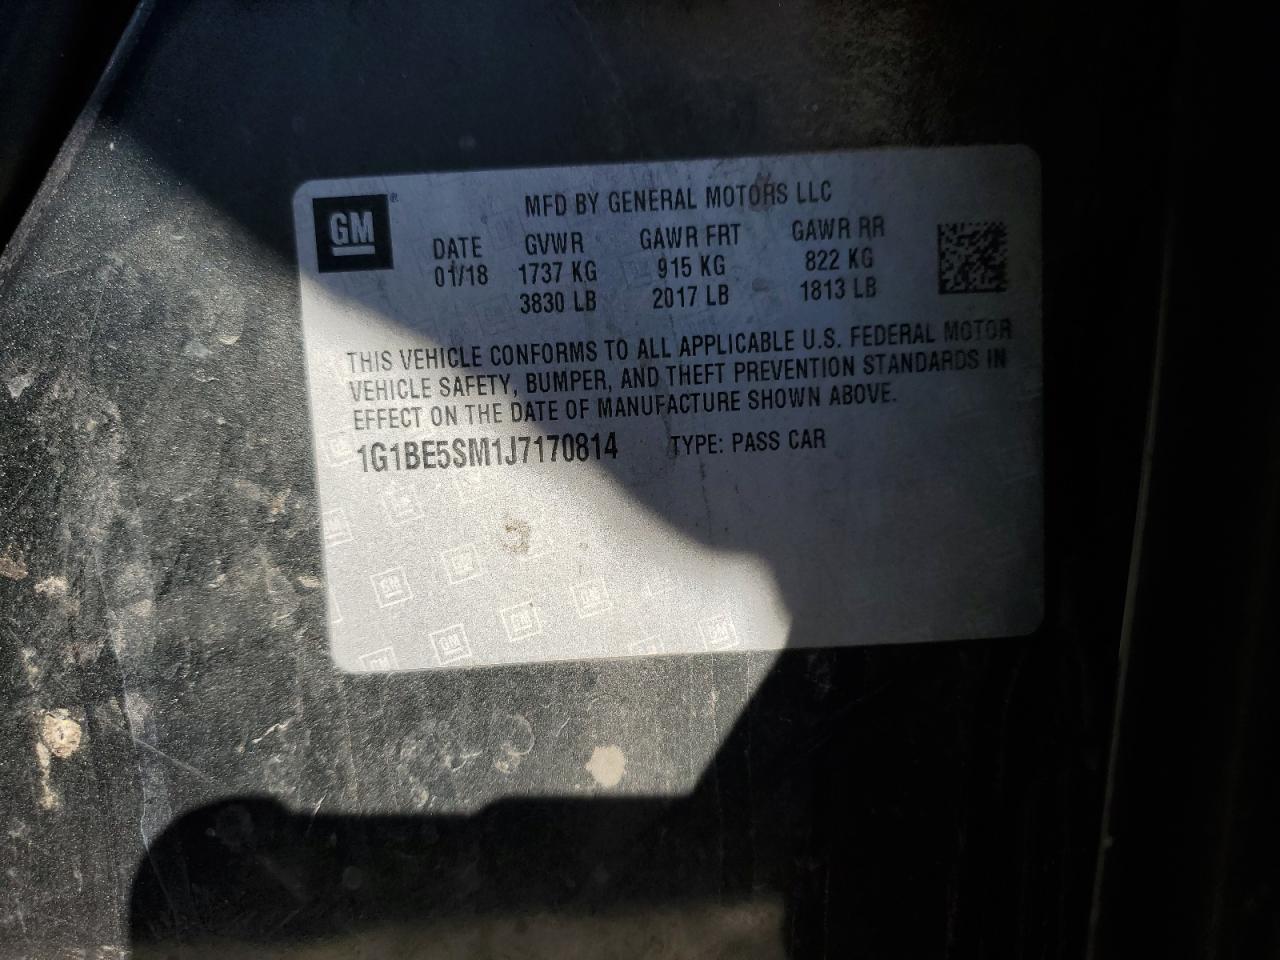 GM
MFD BY GENERAL MOTORS LLC
DATE GVWR GAWR FRT GAWR RR
01/18 1737 KG 915 KG 822 KG
3830 LB 2017 LB 1813 LB
THIS VEHICLE CONFORMS TO ALL APPLICABLE U.S. FEDERAL MOTOR
VEHICLE SAFETY, BUMPER, AND THEFT PREVENTION STANDARDS IN
EFFECT ON THE DATE OF MANUFACTURE SHOWN ABOVE.
1G1BE5SM1J7170814 TYPE: PASS CAR